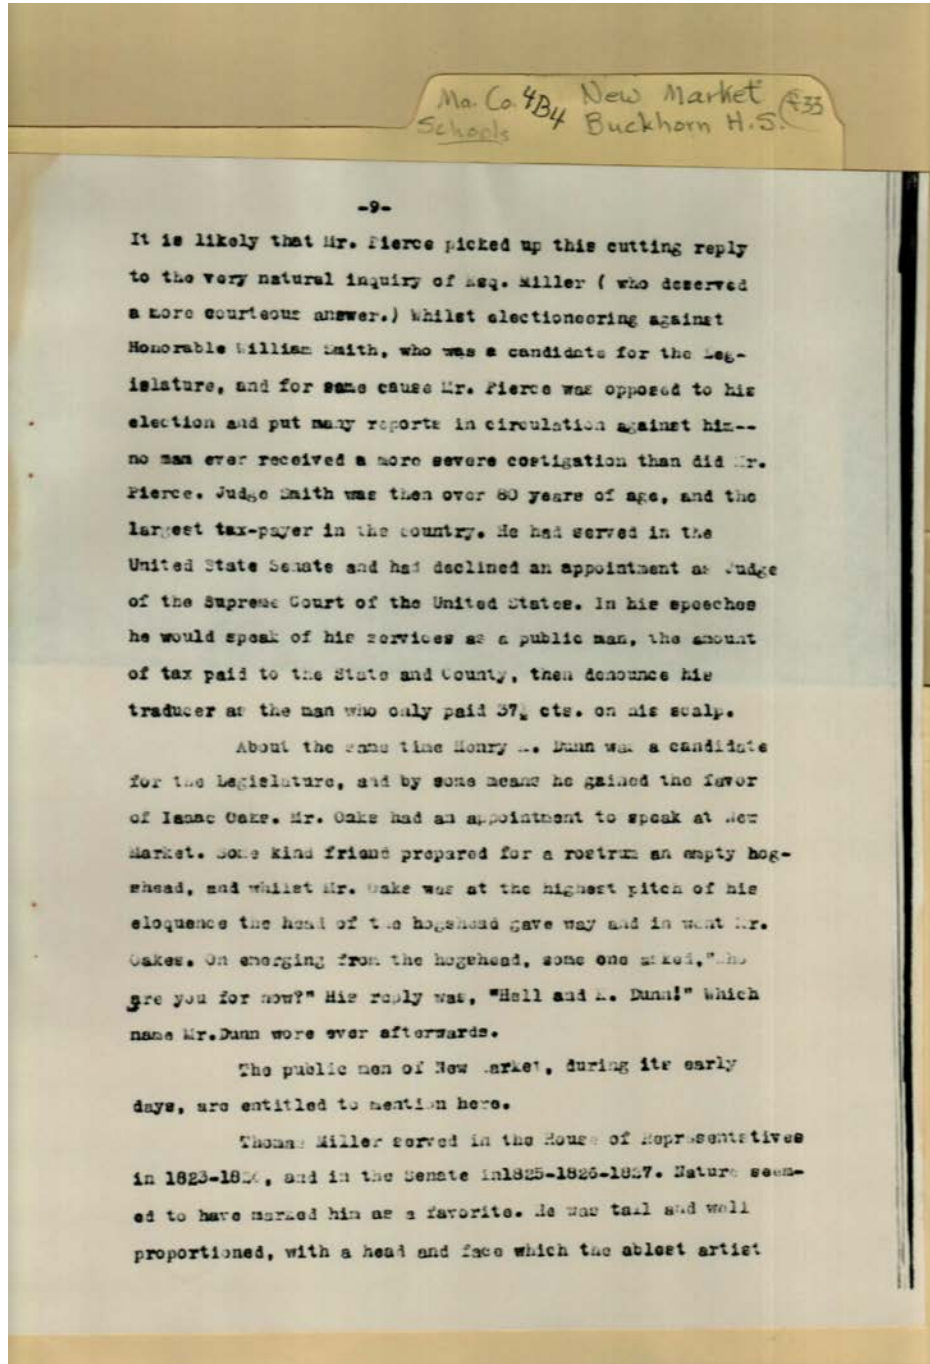 Ma. Co. 4B4 New Market 433
Schools Buckhorn H.S.
-9-
It is likely that Mr. Pierce picked up this cutting reply
to the very natural inquiry of Esq. Miller ( who deserved
a more courteous answer.) Whilst electioneering against
Honorable William Smith, who was a candidate for the Leg-
islature, and for some cause Mr. Pierce was opposed to his
election and put many reports in circulation against him--
no man ever received a more severe costigation than did Mr.
Pierce. Judge Smith was then over 80 years of age, and the
largest tax-payer in the country. He had served in the
United State Senate and had declined an appointment as Judge
of the Supreme Court of the United States. In his speeches
he would speak of his services as a public man, the amount
of tax paid to the State and County, then denounce his
traducer as the man who only paid 37½ cts. on his scalp.
About the same time Henry Dunn was a candidate
for the Legislature, and by some means he gained the favor
of Isaac Oake. Mr. Oake had an appointment to speak at New
Market. Some kind friend prepared for a rostrum an empty hog-
shead, and whilst Mr. Oake was at the highest pitch of his
eloquence the head of the hogshead gave way and in went Mr.
Oakes. On emerging from the hogshead, some one asked,"Who
are you for now?" His reply was, "Hell and Dunn!" Which
name Mr.Dunn wore ever afterwards.
The public men of New Market, during its early
days, are entitled to mention here.
Thomas Miller served in the House of Representatives
in 1823- and in the Senate in1825-1826-1827. Nature seem-
ed to have marked him as a favorite. He was tall and well
proportioned, with a head and face which the ablest artist